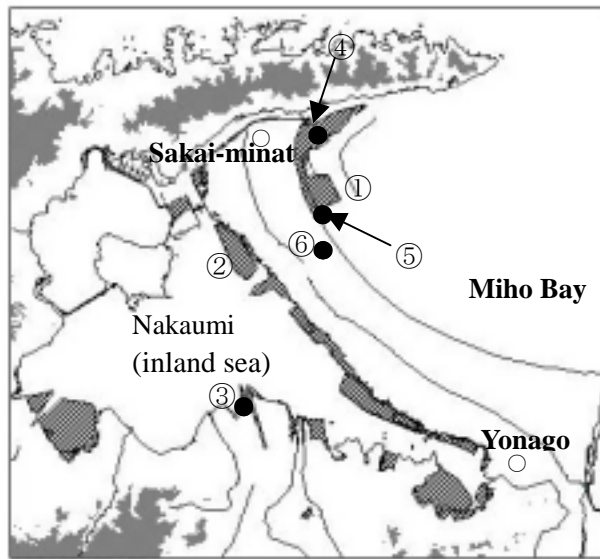 ④
Sakai-minat
①
⑥
⑤
②
Miho Bay
Nakaumi
(inland sea)
③
Yonago